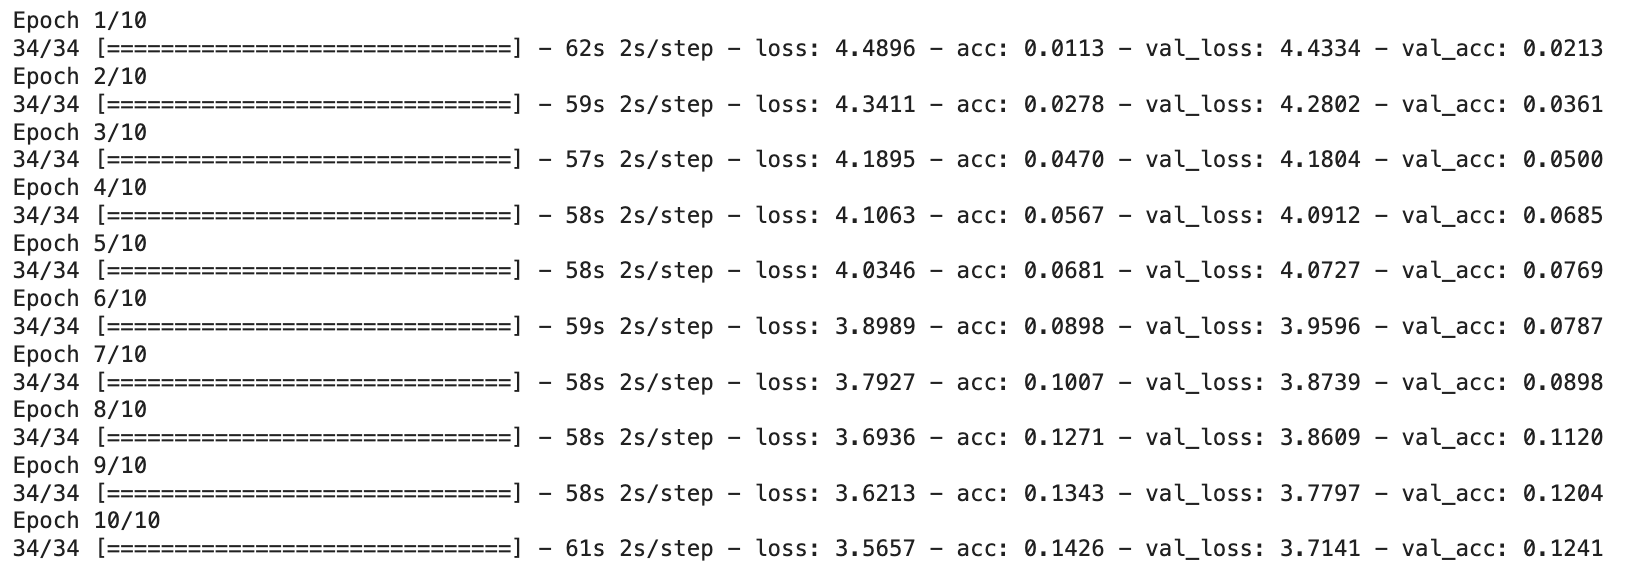 Epoch 1/10
34/34 [==============================] - 62s 2s/step - loss: 4.4896 - acc: 0.0113 - val_loss: 4.4334 - val_acc: 0.0213
Epoch 2/10
34/34 [==============================] - 59s 2s/step - loss: 4.3411 - acc: 0.0278 - val_loss: 4.2802 - val_acc: 0.0361
Epoch 3/10
34/34 [==============================] - 57s 2s/step - loss: 4.1895 - acc: 0.0470 - val_loss: 4.1804 - val_acc: 0.0500
Epoch 4/10
34/34 [==============================] - 58s 2s/step - loss: 4.1063 - acc: 0.0567 - val_loss: 4.0912 - val_acc: 0.0685
Epoch 5/10
34/34 [==============================] - 58s 2s/step - loss: 4.0346 - acc: 0.0681 - val_loss: 4.0727 - val_acc: 0.0769
Epoch 6/10
34/34 [==============================] - 59s 2s/step - loss: 3.8989 - acc: 0.0898 - val_loss: 3.9596 - val_acc: 0.0787
Epoch 7/10
34/34 [==============================] - 58s 2s/step - loss: 3.7927 - acc: 0.1007 - val_loss: 3.8739 - val_acc: 0.0898
Epoch 8/10
34/34 [==============================] - 58s 2s/step - loss: 3.6936 - acc: 0.1271 - val_loss: 3.8609 - val_acc: 0.1120
Epoch 9/10
34/34 [==============================] - 58s 2s/step - loss: 3.6213 - acc: 0.1343 - val_loss: 3.7797 - val_acc: 0.1204
Epoch 10/10
34/34 [==============================] - 61s 2s/step - loss: 3.5657 - acc: 0.1426 - val_loss: 3.7141 - val_acc: 0.1241